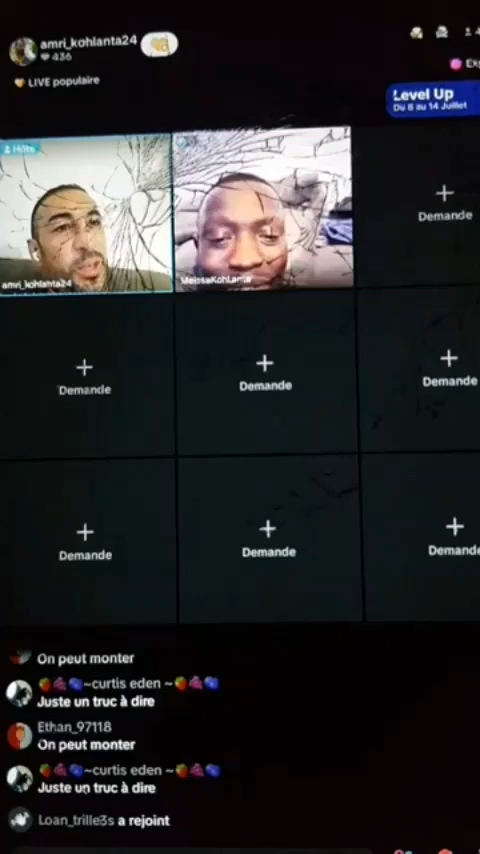 amri_kohlanta24
436
LIVE populaire
Level Up
Du 8 au 14 Juillet
Hôte
amri_kohlanta24
MeissaKohLanta
+
Demande
+
Demande
+
Demande
+
Demande
+
Demande
+
Demande
+
Demande
On peut monter
~curtis eden ~
Juste un truc à dire
Ethan_97118
On peut monter
~curtis eden ~
Juste un truc à dire
Loan_trille3s a rejoint